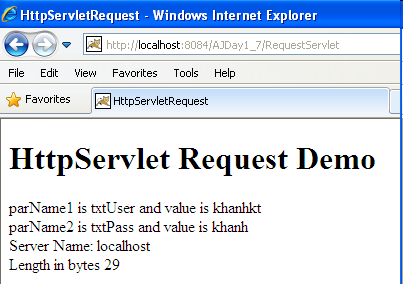 HttpServletRequest - Windows Internet Explorer
http://localhost:8084/AJDay1_7/RequestServlet
File Edit View Favorites Tools Help
Favorites HttpServletRequest
HttpServlet Request Demo
parName1 is txtUser and value is khanhkt
parName2 is txtPass and value is khanh
Server Name: localhost
Length in bytes 29